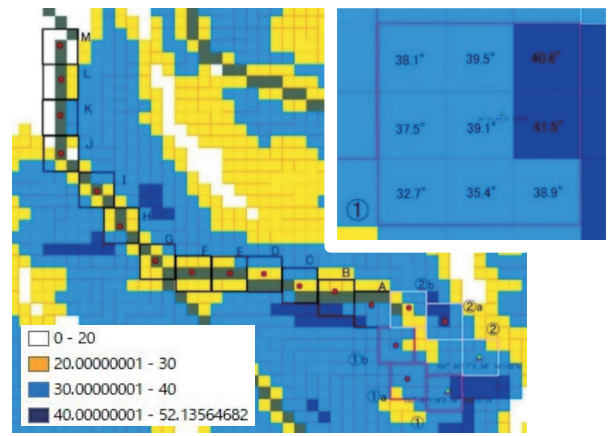 M
L
K
J
I
H
G
F
E
D
C
B
A
②b
②a
②
①b
①a
①
38.1° 39.5° 40.6°
37.5° 39.1° 41.5°
32.7° 35.4° 38.9°
①
0 - 20
20.00000001 - 30
30.00000001 - 40
40.00000001 - 52.13564682